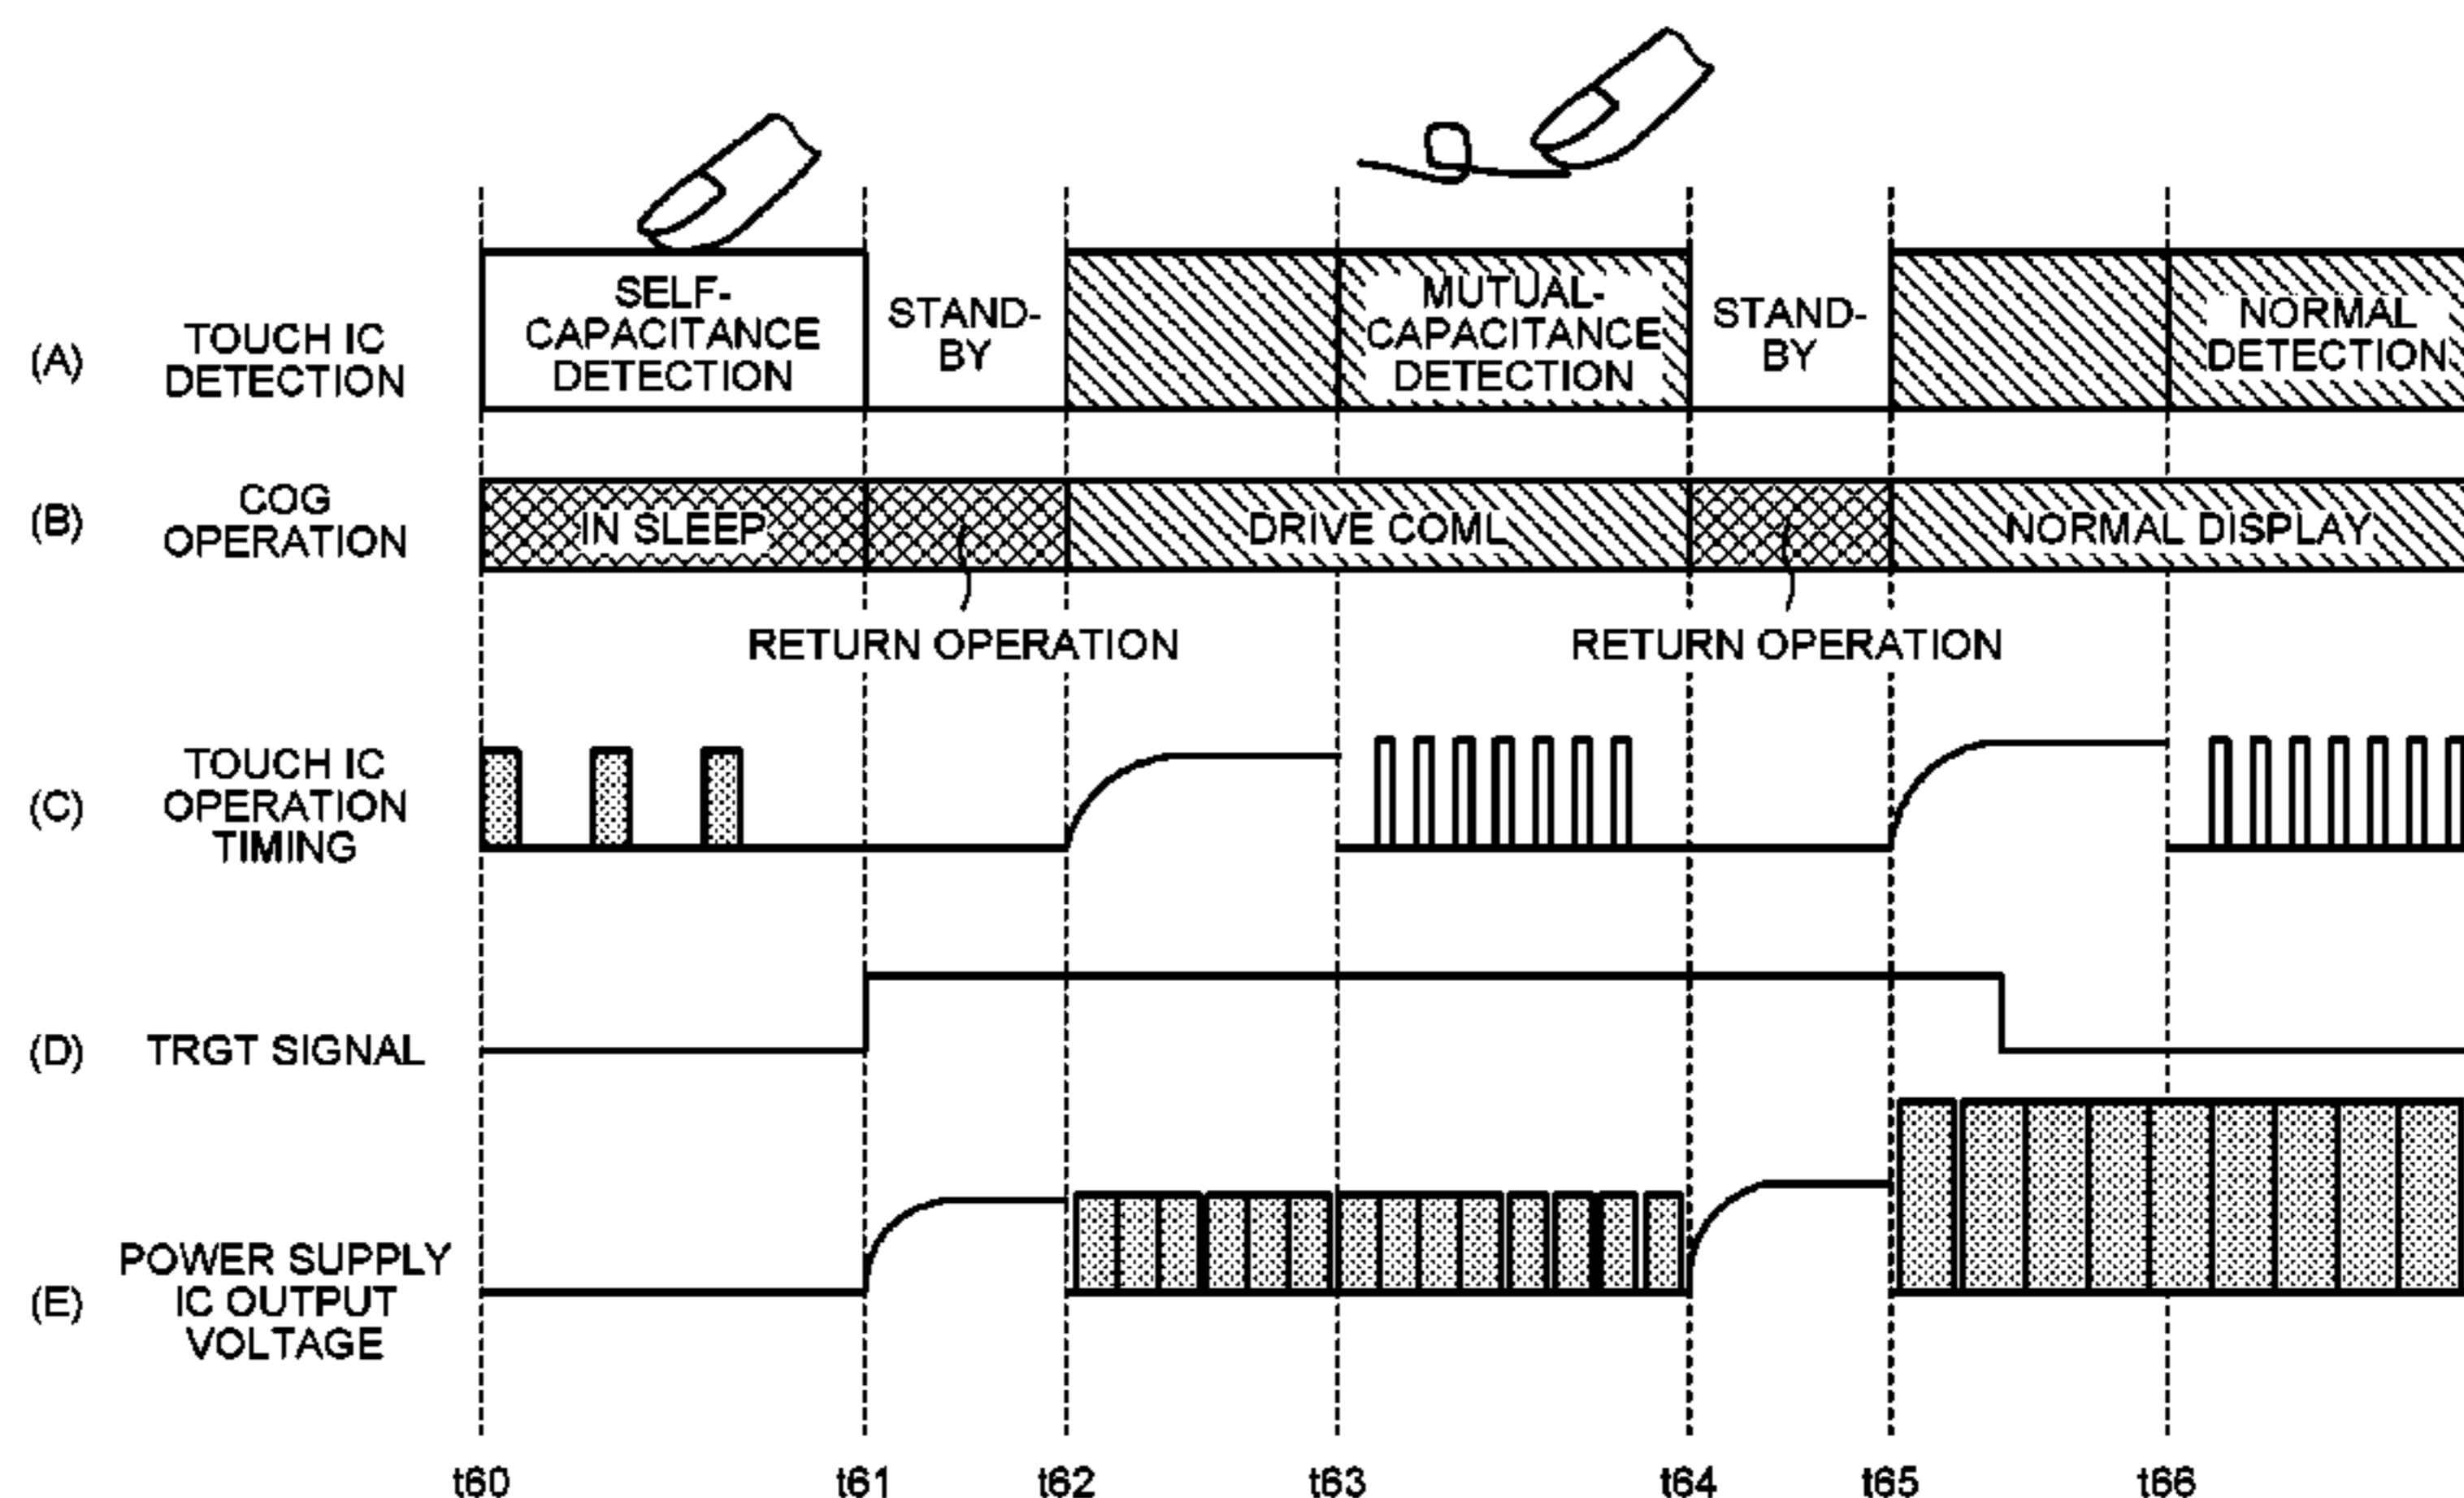 (A) TOUCH IC
DETECTION
SELF-
CAPACITANCE
DETECTION
STAND-
BY
MUTUAL-
CAPACITANCE
DETECTION
STAND-
BY
NORMAL
DETECTION
(B) COG
OPERATION
IN SLEEP
DRIVE COML
NORMAL DISPLAY
RETURN OPERATION
RETURN OPERATION
(C) TOUCH IC
OPERATION
TIMING
(D) TRGT SIGNAL
(E) POWER SUPPLY
IC OUTPUT
VOLTAGE
t60 t61 t62 t63 t64 t65 t66